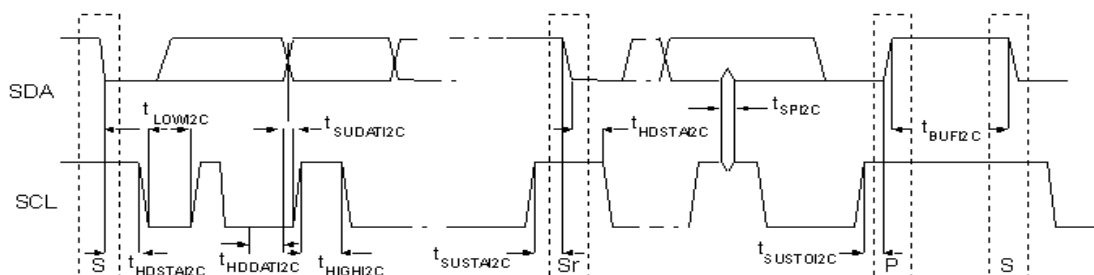 SDA
tLOWI2C
tSUDATI2C
tHDSTAI2C
tSPI2C
tBUFI2C
SCL
S
tHDSTAI2C
tHDDATI2C
tHIGHI2C
tSUSTAI2C
Sr
tSUSTOI2C
P
S